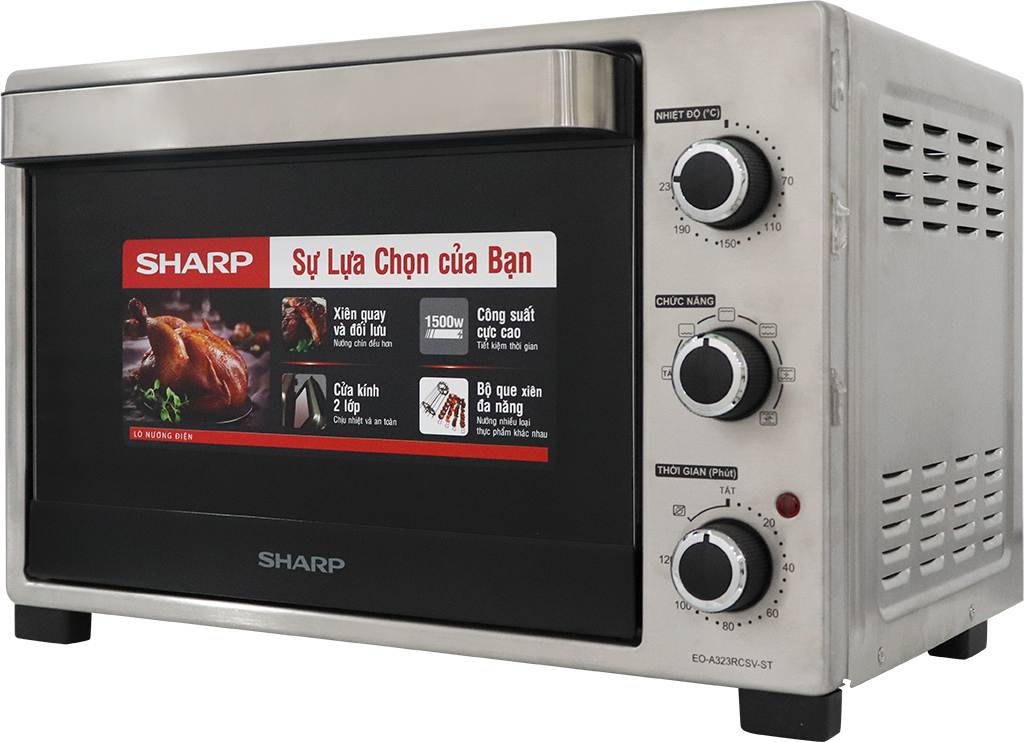 SHARP
Sự Lựa Chọn của Bạn
Xiên quay
và đối lưu
Nướng chín đều hơn
1500w
Công suất
cực cao
Tiết kiệm thời gian
Cửa kính
2 lớp
Chịu nhiệt và an toàn
Bộ que xiên
đa năng
Nướng nhiều loại
thực phẩm khác nhau
LÒ NƯỚNG ĐIỆN
SHARP
NHIỆT ĐỘ (°C)
70
110
150
190
23
CHỨC NĂNG
THỜI GIAN (Phút)
TẮT
20
40
60
80
100
EO-A323RCSV-ST